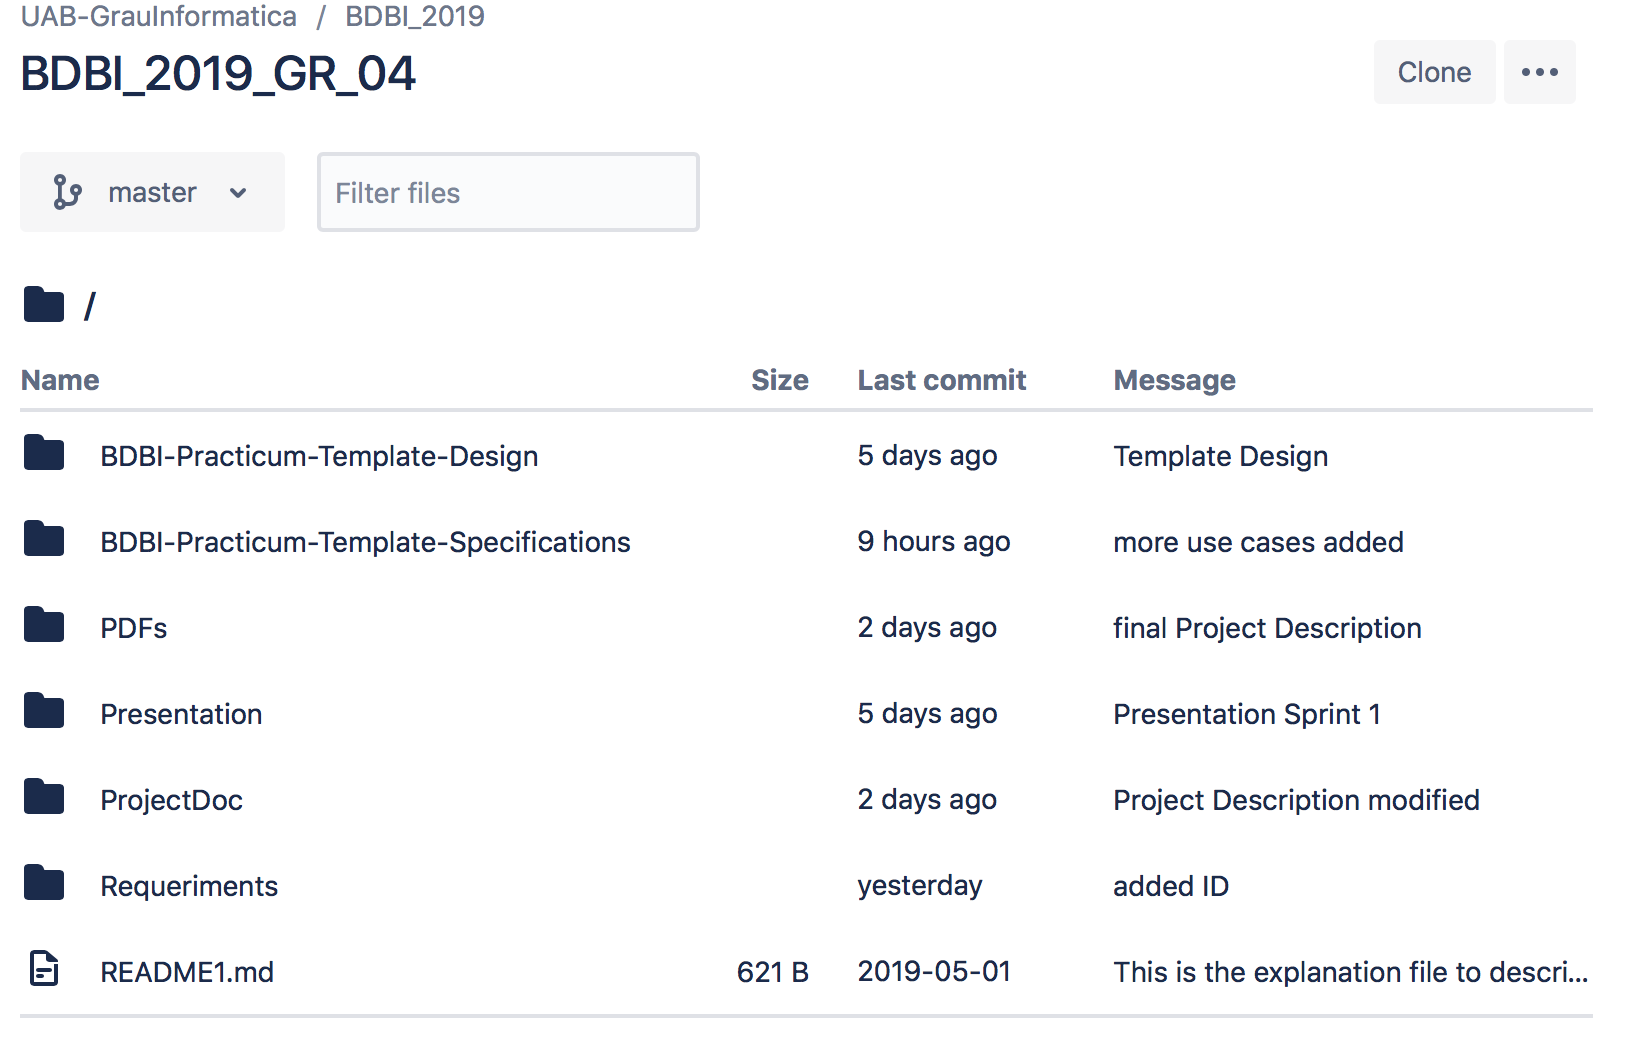 UAB-GrauInformatica / BDBI_2019
BDBI_2019_GR_04
Clone
master
Filter files
/
Name Size Last commit Message
BDBI-Practicum-Template-Design 5 days ago Template Design
BDBI-Practicum-Template-Specifications 9 hours ago more use cases added
PDFs 2 days ago final Project Description
Presentation 5 days ago Presentation Sprint 1
ProjectDoc 2 days ago Project Description modified
Requeriments yesterday added ID
README1.md 621 B 2019-05-01 This is the explanation file to descri...